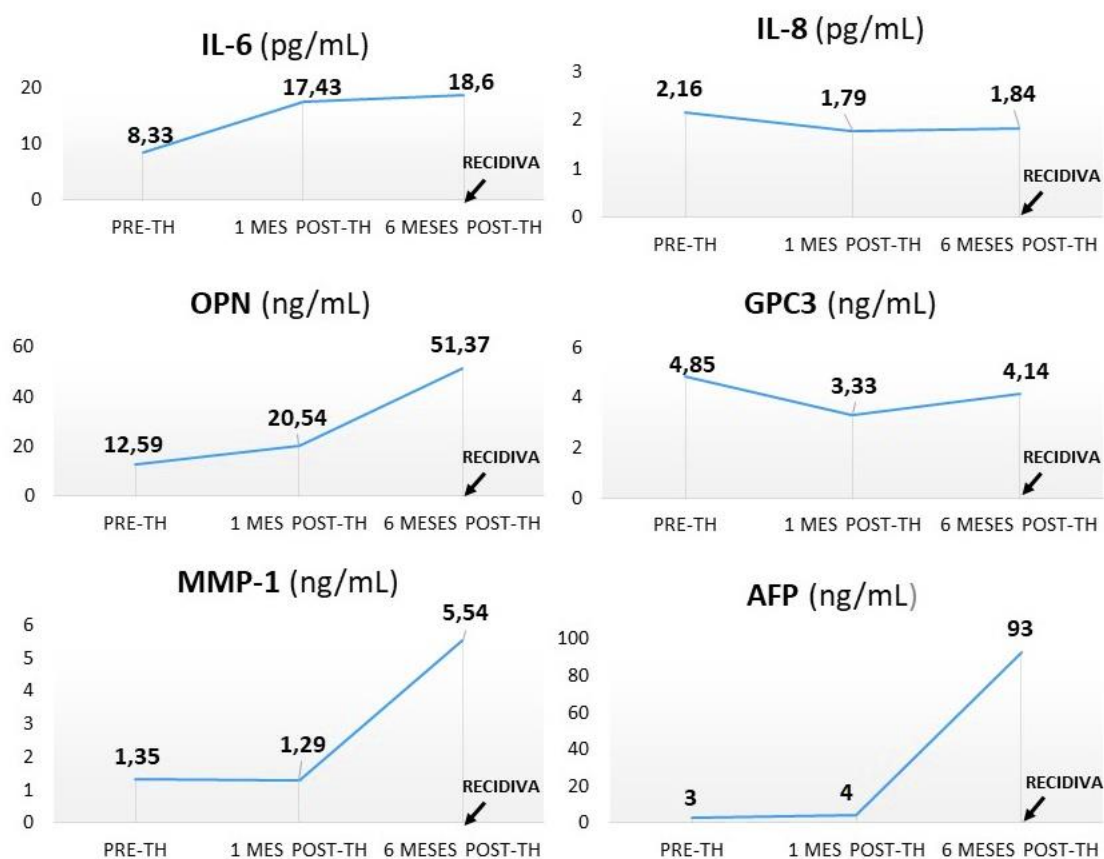 IL-6 (pg/mL)
20
10
0
8,33
17,43
18,6
RECIDIVA
PRE-TH
1 MES POST-TH
6 MESES POST-TH
IL-8 (pg/mL)
3
2
1
0
2,16
1,79
1,84
RECIDIVA
PRE-TH
1 MES POST-TH
6 MESES POST-TH
OPN (ng/mL)
60
40
20
0
12,59
20,54
51,37
RECIDIVA
PRE-TH
1 MES POST-TH
6 MESES POST-TH
GPC3 (ng/mL)
6
4
2
0
4,85
3,33
4,14
RECIDIVA
PRE-TH
1 MES POST-TH
6 MESES POST-TH
MMP-1 (ng/mL)
6
5
4
3
2
1
0
1,35
1,29
5,54
RECIDIVA
PRE-TH
1 MES POST-TH
6 MESES POST-TH
AFP (ng/mL)
100
80
60
40
20
0
3
4
93
RECIDIVA
PRE-TH
1 MES POST-TH
6 MESES POST-TH